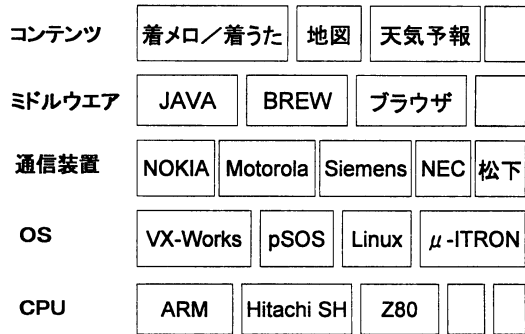 コンテンツ 着メロ／着うた 地図 天気予報
ミドルウエア JAVA BREW ブラウザ
通信装置 NOKIA Motorola Siemens NEC 松下
OS VX-Works pSOS Linux μ-ITRON
CPU ARM Hitachi SH Z80